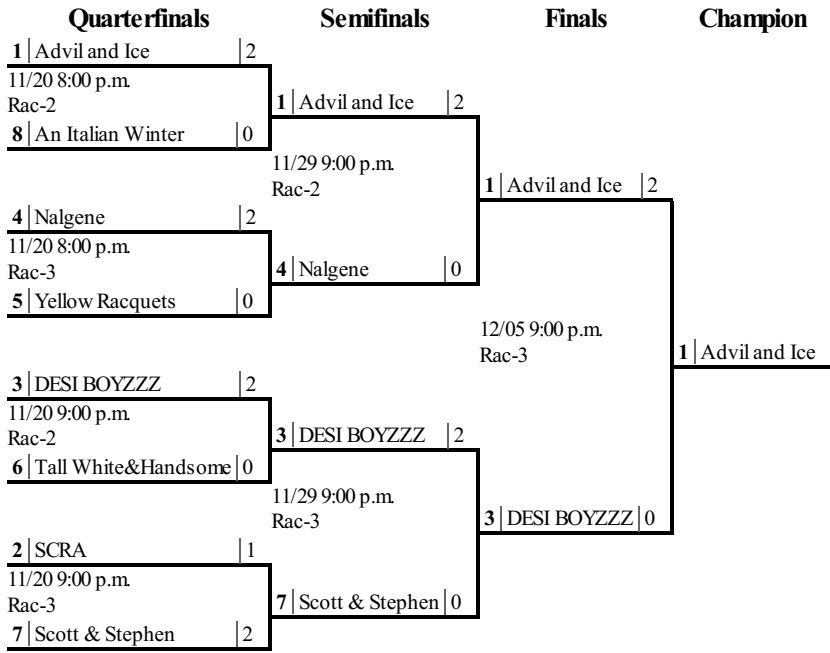 Quarterfinals Semifinals Finals Champion
1 Advil and Ice 2
11/20 8:00 p.m.
Rac-2
8 An Italian Winter 0
4 Nalgene 2
11/20 8:00 p.m.
Rac-3
5 Yellow Racquets 0
3 DESI BOYZZZ 2
11/20 9:00 p.m.
Rac-2
6 Tall White&Handsome 0
2 SCRA 1
11/20 9:00 p.m.
Rac-3
7 Scott & Stephen 2
1 Advil and Ice 2
11/29 9:00 p.m.
Rac-2
4 Nalgene 0
3 DESI BOYZZZ 2
11/29 9:00 p.m.
Rac-3
7 Scott & Stephen 0
1 Advil and Ice 2
12/05 9:00 p.m.
Rac-3
3 DESI BOYZZZ 0
1 Advil and Ice